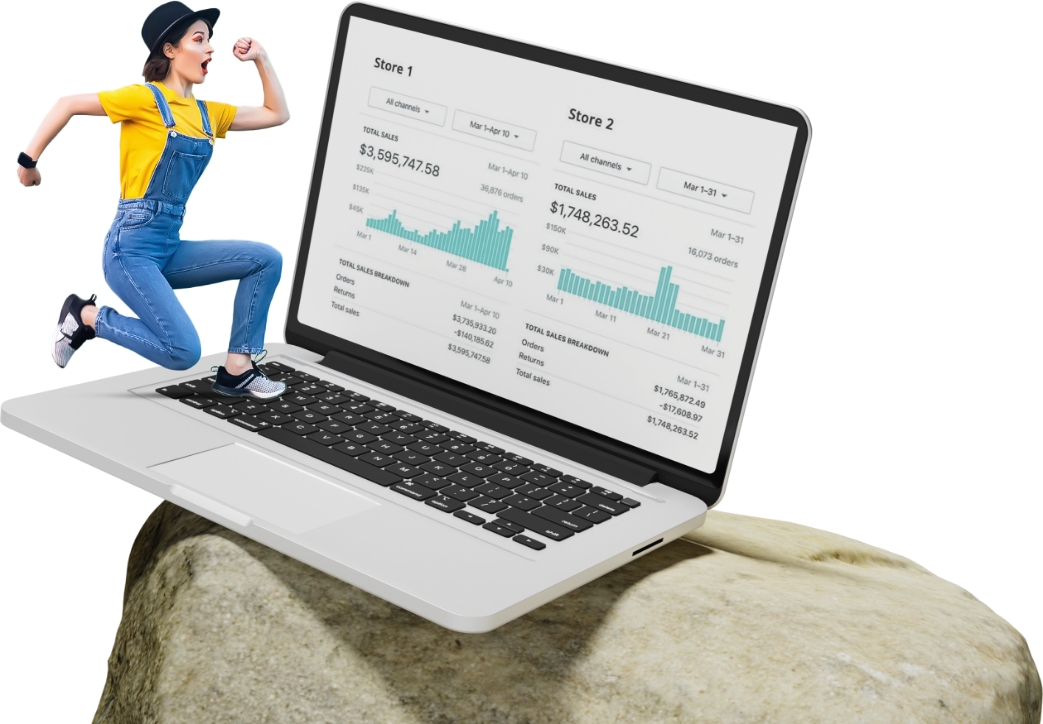 Store 1
All channels
Mar 1–Apr 10
TOTAL SALES
$3,595,747.58
Mar 1–Apr 10
36,876 orders
$225K
$135K
$45K
Mar 1
Mar 14
Mar 28
Apr 10
TOTAL SALES BREAKDOWN
Mar 1–Apr 10
Orders
$3,735,933.20
Returns
-$140,185.62
Total sales
$3,595,747.58
Store 2
All channels
Mar 1–31
TOTAL SALES
$1,748,263.52
Mar 1–31
16,073 orders
$150K
$90K
$30K
Mar 1
Mar 11
Mar 21
Mar 31
TOTAL SALES BREAKDOWN
Mar 1–31
Orders
$1,765,872.49
Returns
-$17,608.97
Total sales
$1,748,263.52